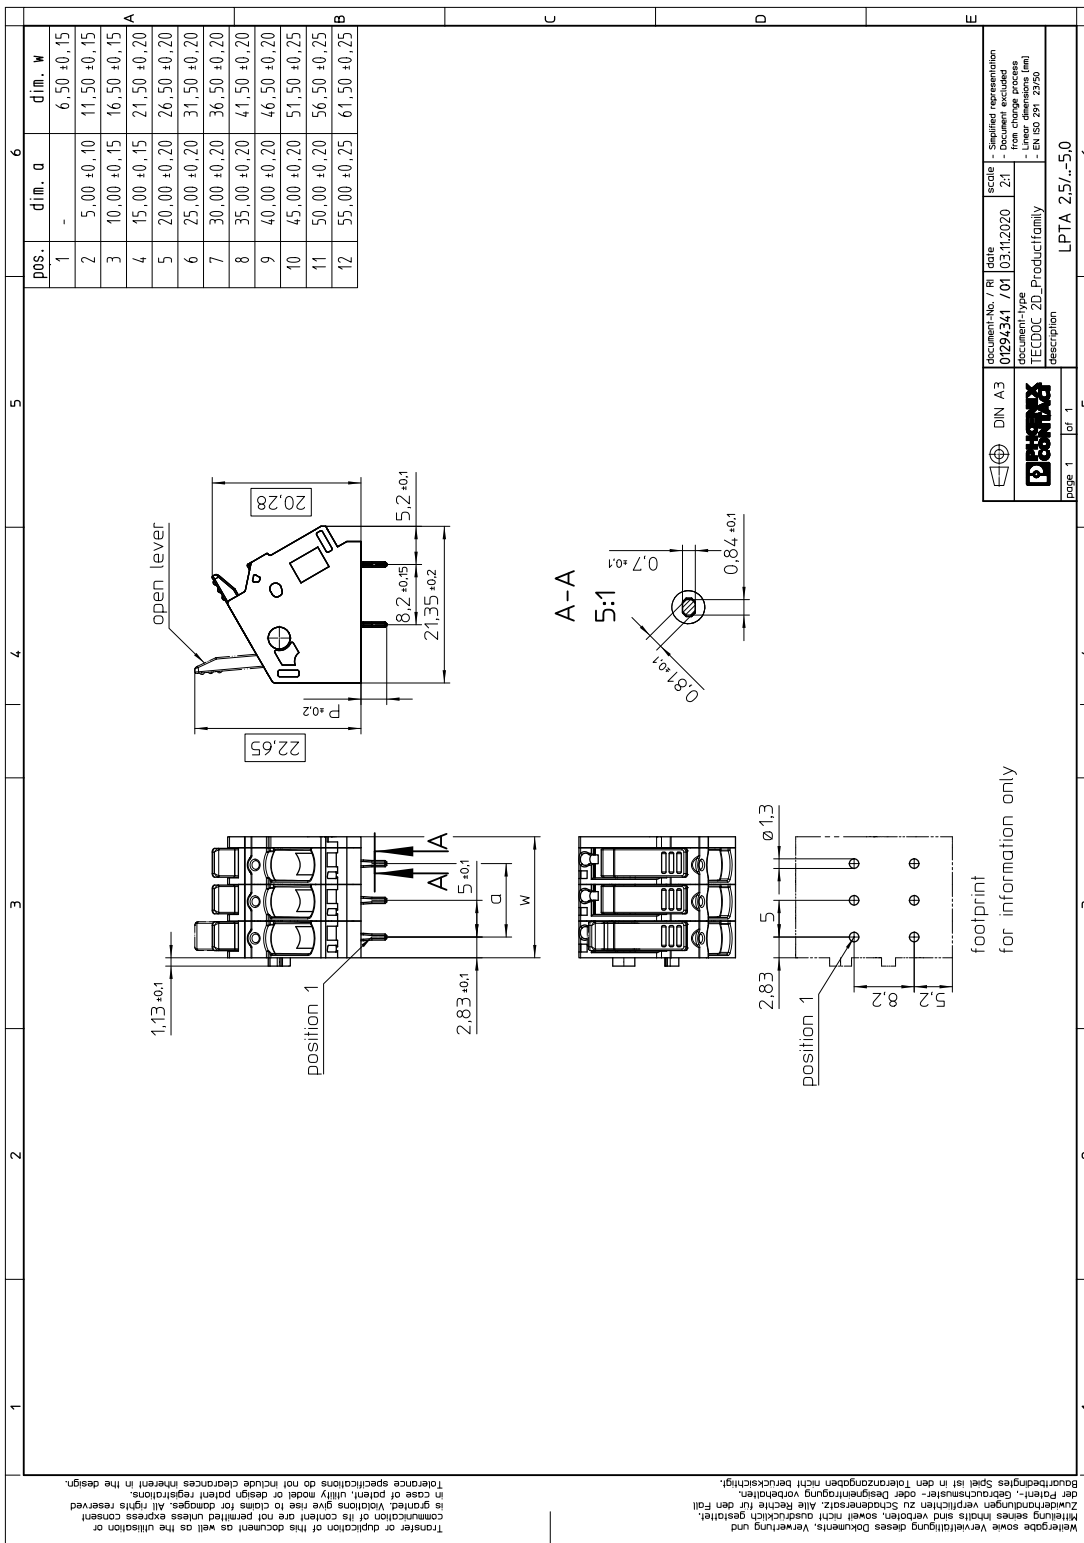 1
2
3
4
5
6
A
B
C
D
E
pos. dim. a dim. w
1 - 6,50 ±0,15
2 5,00 ±0,10 11,50 ±0,15
3 10,00 ±0,15 16,50 ±0,15
4 15,00 ±0,15 21,50 ±0,20
5 20,00 ±0,20 26,50 ±0,20
6 25,00 ±0,20 31,50 ±0,20
7 30,00 ±0,20 36,50 ±0,20
8 35,00 ±0,20 41,50 ±0,20
9 40,00 ±0,20 46,50 ±0,20
10 45,00 ±0,20 51,50 ±0,25
11 50,00 ±0,20 56,50 ±0,25
12 55,00 ±0,25 61,50 ±0,25
1,13 ±0,1
position 1
2,83 ±0,1
5 ±0,1
a
w
A
A
22,65
open lever
20,28
P ±0,2
8,2 ±0,15
5,2 ±0,1
21,35 ±0,2
A-A
5:1
0,7 ±0,1
0,84 ±0,1
0,81 ±0,1
2,83
5
ø1,3
position 1
8,2
5,2
footprint
for information only
DIN A3
PHOENIX
CONTACT
page 1 of 1
document-No. / RI
01294341 / 01
date
03.11.2020
scale
2:1
- Simplified representation
- Document excluded
from change process
- Linear dimensions [mm]
- EN ISO 291 23/50
document-type
TECDOC 2D_Productfamily
description
LPTA 2,5/..-5,0
Transfer or duplication of this document as well as the utilisation or
communication of its content are not permitted unless express consent
is granted. Violations give rise to claims for damages. All rights reserved
in case of patent, utility model or design patent registrations.
Tolerance specifications do not include clearances inherent in the design.
Weitergabe sowie Vervielfältigung dieses Dokuments, Verwertung und
Mitteilung seines Inhalts sind verboten, soweit nicht ausdrücklich gestattet.
Zuwiderhandlungen verpflichten zu Schadenersatz. Alle Rechte für den Fall
der Patent-, Gebrauchsmuster- oder Designeintragung vorbehalten.
Bauartbedingtes Spiel ist in den Toleranzangaben nicht berücksichtigt.